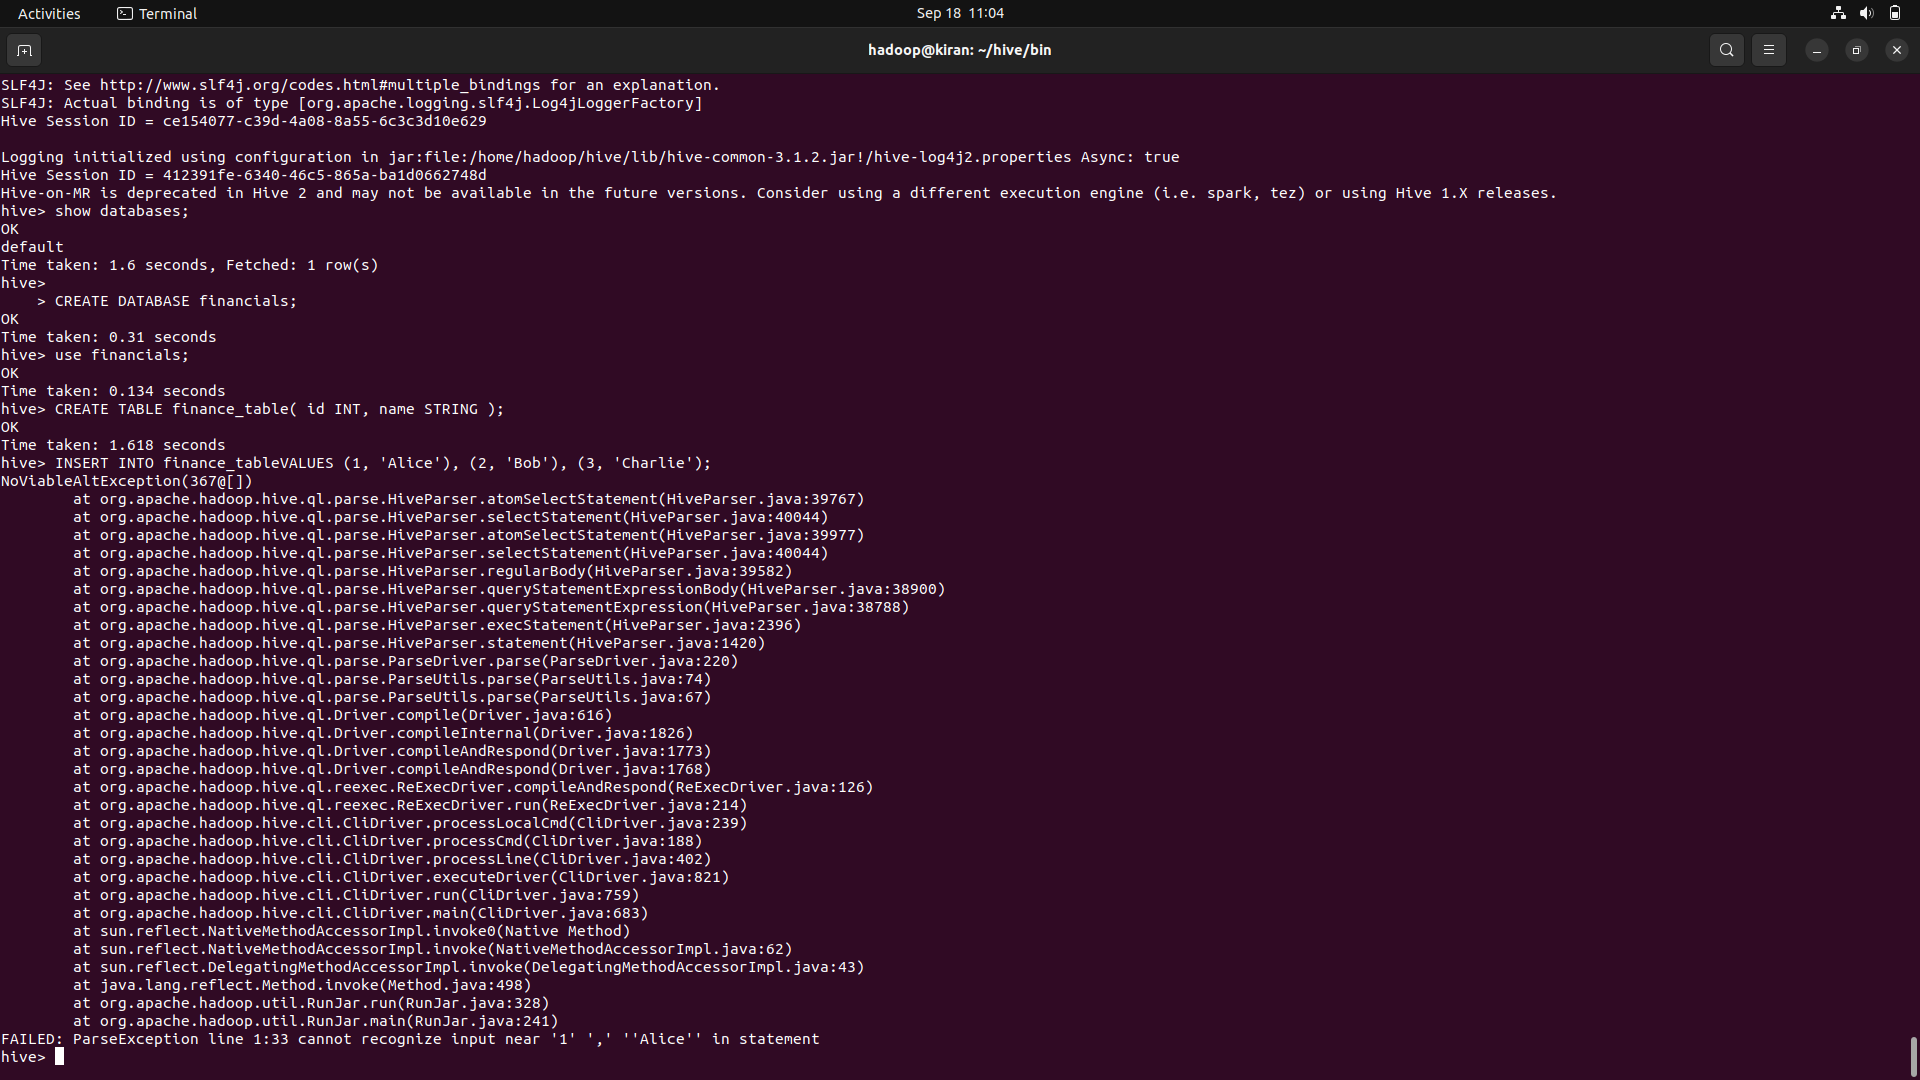 Activities
Terminal
Sep 18 11:04
hadoop@kiran: ~/hive/bin
SLF4J: See http://www.slf4j.org/codes.html#multiple_bindings for an explanation.
SLF4J: Actual binding is of type [org.apache.logging.slf4j.Log4jLoggerFactory]
Hive Session ID = ce154077-c39d-4a08-8a55-6c3c3d10e629
Logging initialized using configuration in jar:file:/home/hadoop/hive/lib/hive-common-3.1.2.jar!/hive-log4j2.properties Async: true
Hive Session ID = 412391fe-6340-46c5-865a-ba1d0662748d
Hive-on-MR is deprecated in Hive 2 and may not be available in the future versions. Consider using a different execution engine (i.e. spark, tez) or using Hive 1.X releases.
hive> show databases;
OK
default
Time taken: 1.6 seconds, Fetched: 1 row(s)
hive>
    > CREATE DATABASE financials;
OK
Time taken: 0.31 seconds
hive> use financials;
OK
Time taken: 0.134 seconds
hive> CREATE TABLE finance_table( id INT, name STRING );
OK
Time taken: 1.618 seconds
hive> INSERT INTO finance_tableVALUES (1, 'Alice'), (2, 'Bob'), (3, 'Charlie');
NoViableAltException(367@[])
        at org.apache.hadoop.hive.ql.parse.HiveParser.atomSelectStatement(HiveParser.java:39767)
        at org.apache.hadoop.hive.ql.parse.HiveParser.selectStatement(HiveParser.java:40044)
        at org.apache.hadoop.hive.ql.parse.HiveParser.atomSelectStatement(HiveParser.java:39977)
        at org.apache.hadoop.hive.ql.parse.HiveParser.selectStatement(HiveParser.java:40044)
        at org.apache.hadoop.hive.ql.parse.HiveParser.regularBody(HiveParser.java:39582)
        at org.apache.hadoop.hive.ql.parse.HiveParser.queryStatementExpressionBody(HiveParser.java:38900)
        at org.apache.hadoop.hive.ql.parse.HiveParser.queryStatementExpression(HiveParser.java:38788)
        at org.apache.hadoop.hive.ql.parse.HiveParser.execStatement(HiveParser.java:2396)
        at org.apache.hadoop.hive.ql.parse.HiveParser.statement(HiveParser.java:1420)
        at org.apache.hadoop.hive.ql.parse.ParseDriver.parse(ParseDriver.java:220)
        at org.apache.hadoop.hive.ql.parse.ParseUtils.parse(ParseUtils.java:74)
        at org.apache.hadoop.hive.ql.parse.ParseUtils.parse(ParseUtils.java:67)
        at org.apache.hadoop.hive.ql.Driver.compile(Driver.java:616)
        at org.apache.hadoop.hive.ql.Driver.compileInternal(Driver.java:1826)
        at org.apache.hadoop.hive.ql.Driver.compileAndRespond(Driver.java:1773)
        at org.apache.hadoop.hive.ql.Driver.compileAndRespond(Driver.java:1768)
        at org.apache.hadoop.hive.ql.reexec.ReExecDriver.compileAndRespond(ReExecDriver.java:126)
        at org.apache.hadoop.hive.ql.reexec.ReExecDriver.run(ReExecDriver.java:214)
        at org.apache.hadoop.hive.cli.CliDriver.processLocalCmd(CliDriver.java:239)
        at org.apache.hadoop.hive.cli.CliDriver.processCmd(CliDriver.java:188)
        at org.apache.hadoop.hive.cli.CliDriver.processLine(CliDriver.java:402)
        at org.apache.hadoop.hive.cli.CliDriver.executeDriver(CliDriver.java:821)
        at org.apache.hadoop.hive.cli.CliDriver.run(CliDriver.java:759)
        at org.apache.hadoop.hive.cli.CliDriver.main(CliDriver.java:683)
        at sun.reflect.NativeMethodAccessorImpl.invoke0(Native Method)
        at sun.reflect.NativeMethodAccessorImpl.invoke(NativeMethodAccessorImpl.java:62)
        at sun.reflect.DelegatingMethodAccessorImpl.invoke(DelegatingMethodAccessorImpl.java:43)
        at java.lang.reflect.Method.invoke(Method.java:498)
        at org.apache.hadoop.util.RunJar.run(RunJar.java:328)
        at org.apache.hadoop.util.RunJar.main(RunJar.java:241)
FAILED: ParseException line 1:33 cannot recognize input near '1' ',' ''Alice'' in statement
hive>